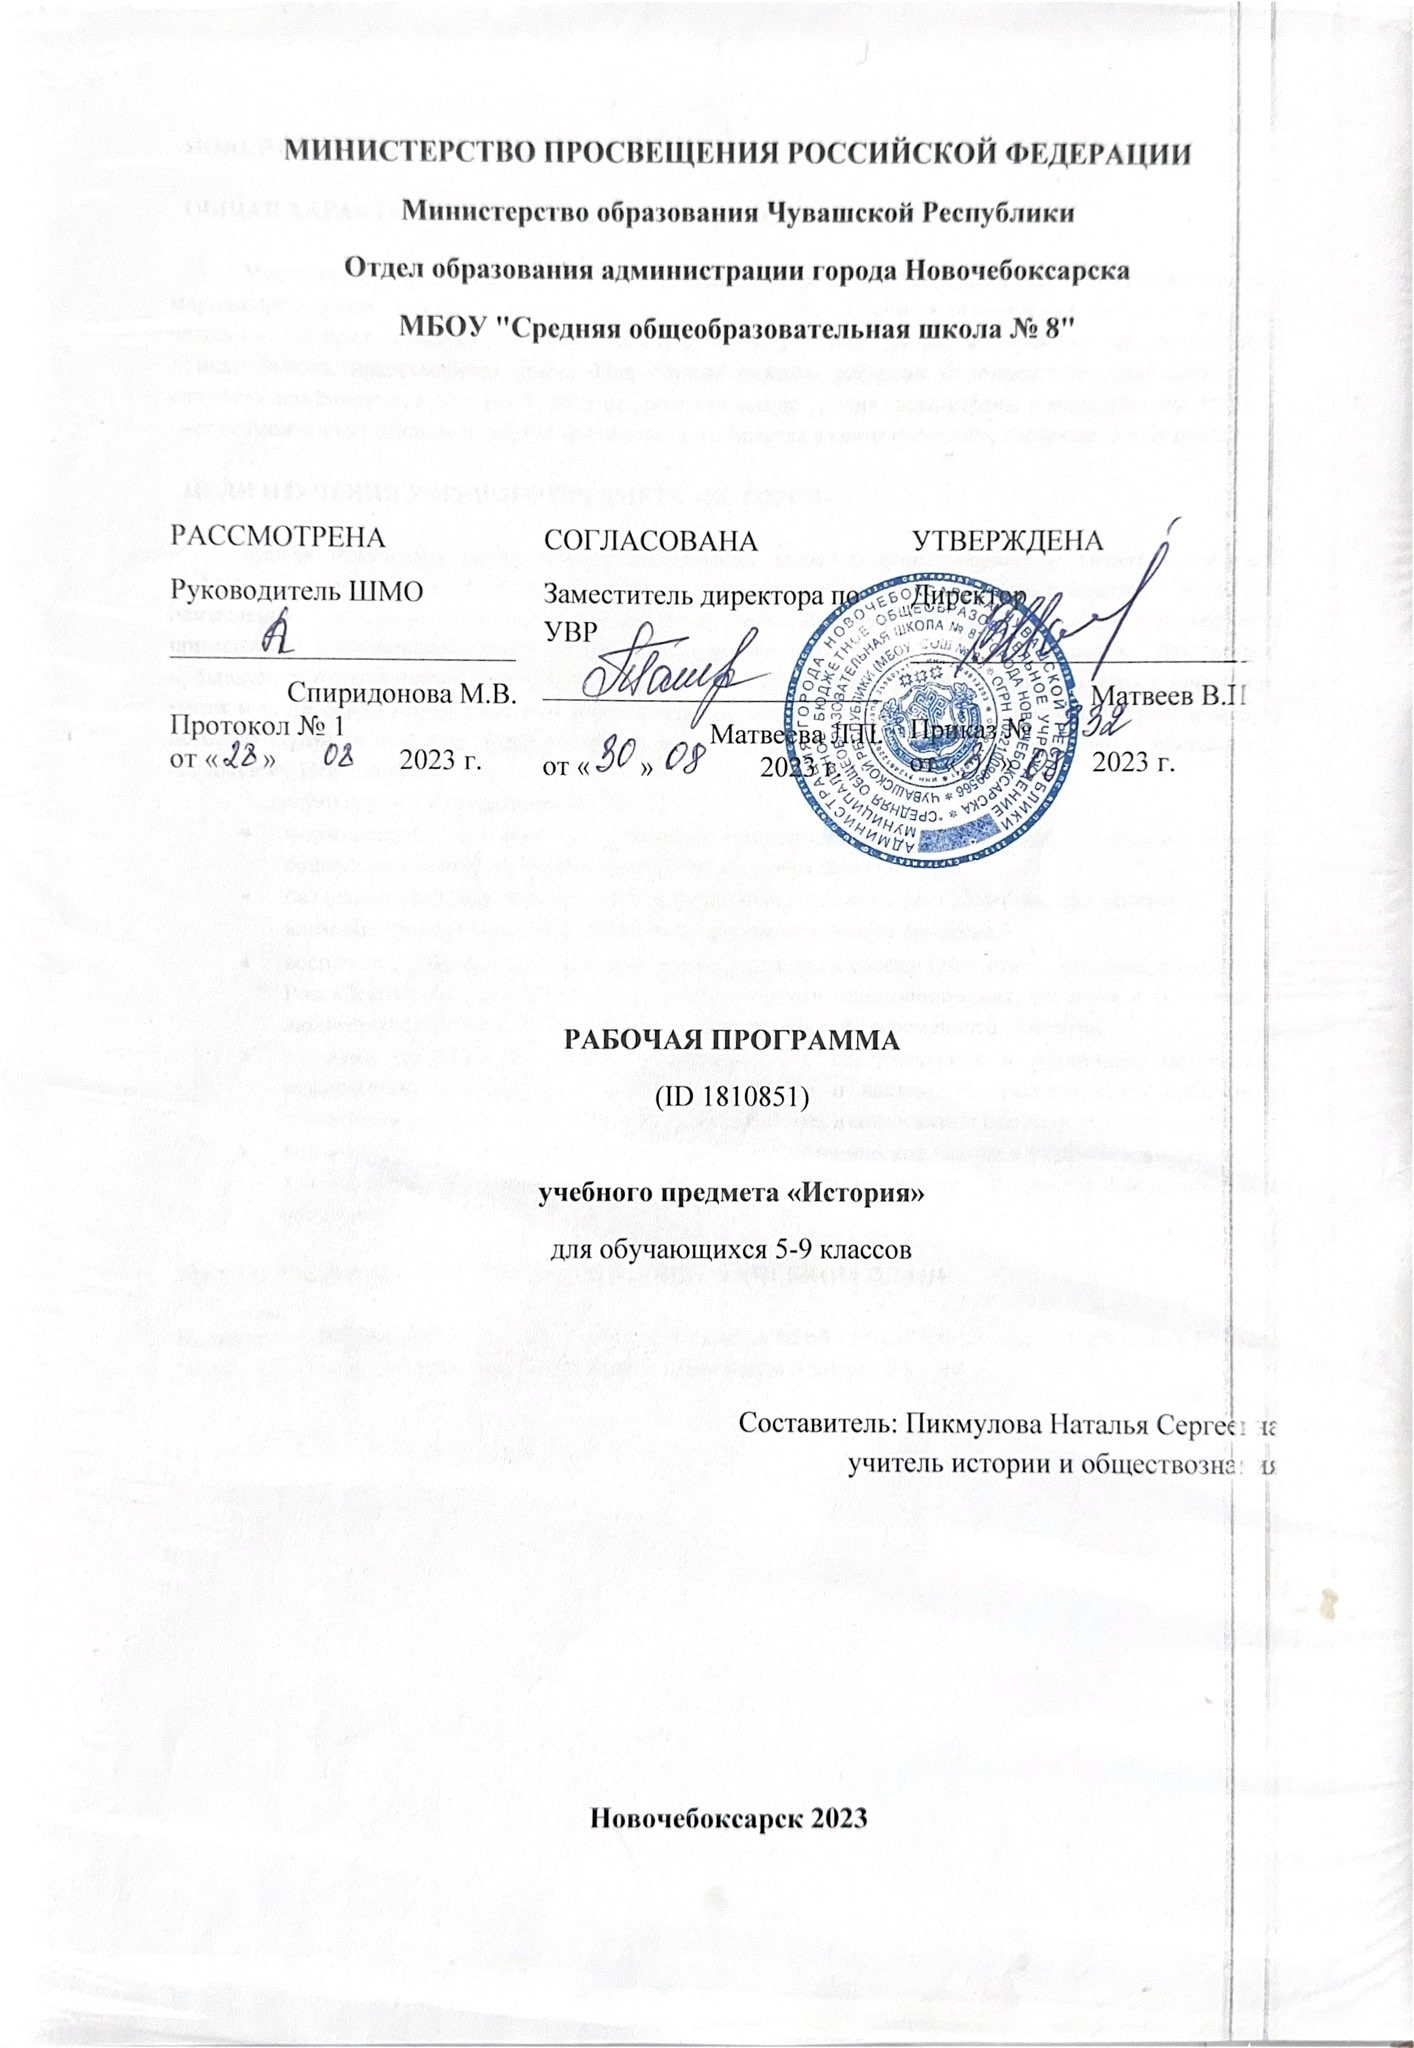 МИНИСТЕРСТВО ПРОСВЕЩЕНИЯ РОССИЙСКОЙ ФЕДЕРАЦИИ
Министерство образования Чувашской Республики
Отдел образования администрации города Новочебоксарска
МБОУ "Средняя общеобразовательная школа № 8"
РАССМОТРЕНА
Руководитель ШМО
Спиридонова М.В.
Протокол № 1
от «28» 08 2023 г.
СОГЛАСОВАНА
Заместитель директора по
УВР
Матвеева Л.П.
от «30» 08 2023 г.
УТВЕРЖДЕНА
Директор
Матвеев В.П
Приказ № 332
от « » 2023 г.
РАБОЧАЯ ПРОГРАММА
(ID 1810851)
учебного предмета «История»
для обучающихся 5-9 классов
Составитель: Пикмулова Наталья Сергеевна
учитель истории и обществознания
Новочебоксарск 2023